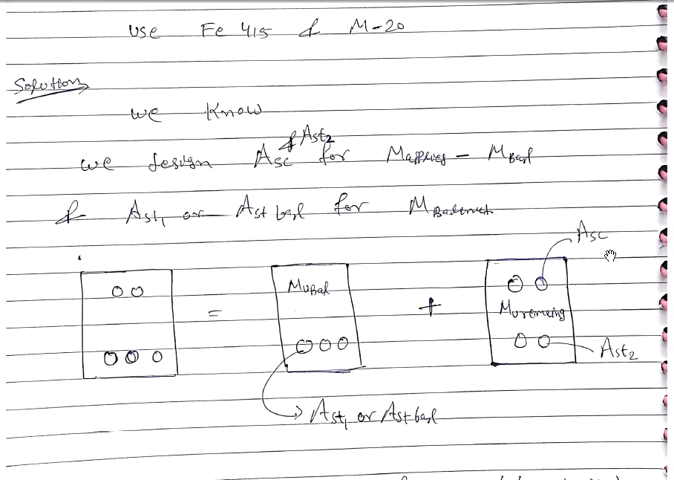 use Fe 415 & M-20
Solution
we know
& Ast2
we design Asc for Mapplied - MBal
& Ast1 or Ast bal for MBalanced
Asc
MuBal
= +
Muremaing
Ast2
Ast1 or Ast bal